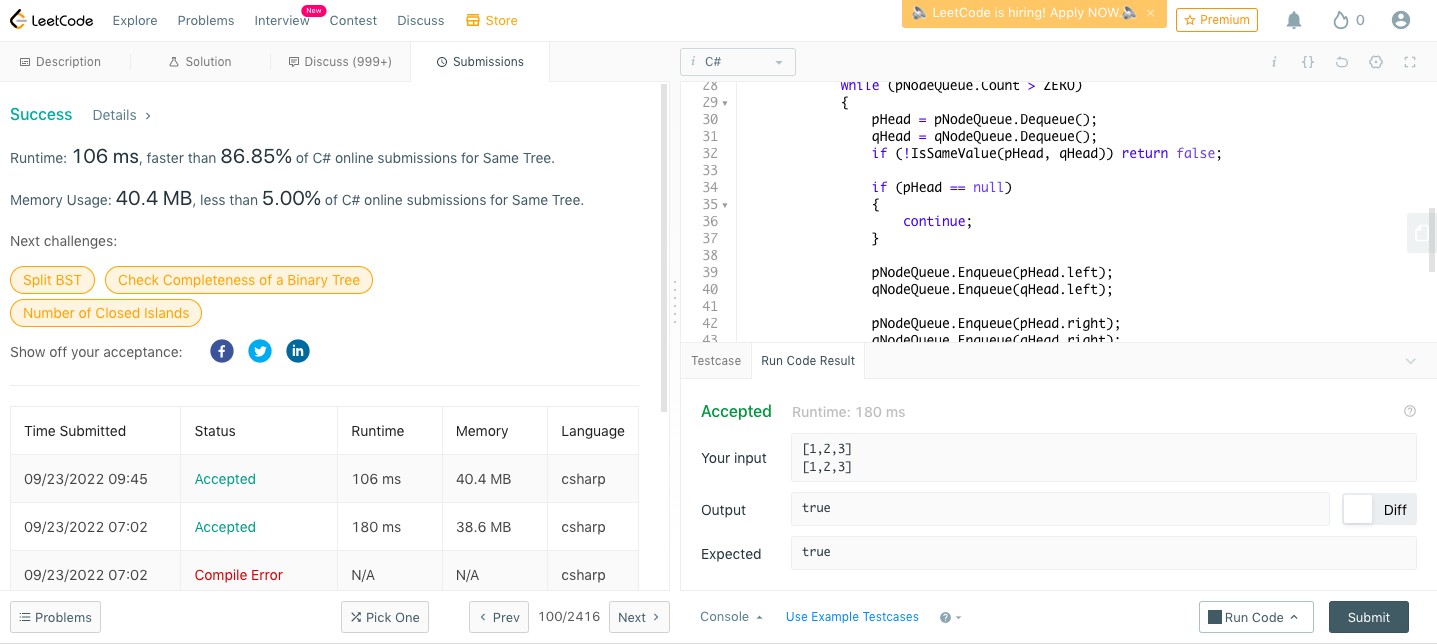 LeetCode Explore Problems Interview New Contest Discuss Store LeetCode is hiring! Apply NOW. × Premium 0
Description Solution Discuss (999+) Submissions
Success Details >
Runtime: 106 ms, faster than 86.85% of C# online submissions for Same Tree.
Memory Usage: 40.4 MB, less than 5.00% of C# online submissions for Same Tree.
Next challenges:
Split BST Check Completeness of a Binary Tree
Number of Closed Islands
Show off your acceptance:
Time Submitted Status Runtime Memory Language
09/23/2022 09:45 Accepted 106 ms 40.4 MB csharp
09/23/2022 07:02 Accepted 180 ms 38.6 MB csharp
09/23/2022 07:02 Compile Error N/A N/A csharp
Problems Pick One < Prev 100/2416 Next >
i C# i {}
28 while (pNodeQueue.Count > ZERO)
29 {
30 pHead = pNodeQueue.Dequeue();
31 qHead = qNodeQueue.Dequeue();
32 if (!IsSameValue(pHead, qHead)) return false;
33
34 if (pHead == null)
35 {
36 continue;
37 }
38
39 pNodeQueue.Enqueue(pHead.left);
40 qNodeQueue.Enqueue(qHead.left);
41
42 pNodeQueue.Enqueue(pHead.right);
43 qNodeQueue.Enqueue(qHead.right);
Testcase Run Code Result
Accepted Runtime: 180 ms
Your input
[1,2,3]
[1,2,3]
Output true Diff
Expected true
Console Use Example Testcases Run Code Submit